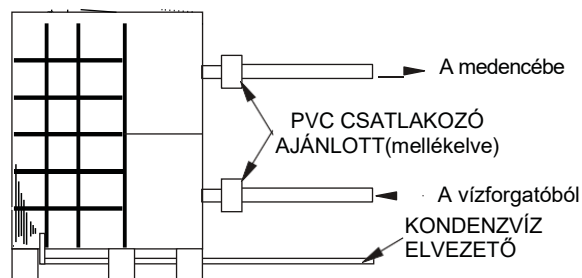 A medencébe
PVC CSATLAKOZÓ
AJÁNLOTT(mellékelve)
A vízforgatóból
KONDENZVÍZ
ELVEZETŐ